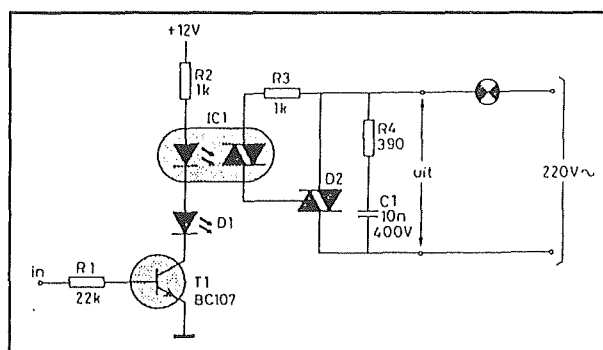 +12V
R2
1k
IC1
R3
1k
R4
390
uit
220V~
D2
C1
10n
400V
D1
in
R1
22k
T1
BC107